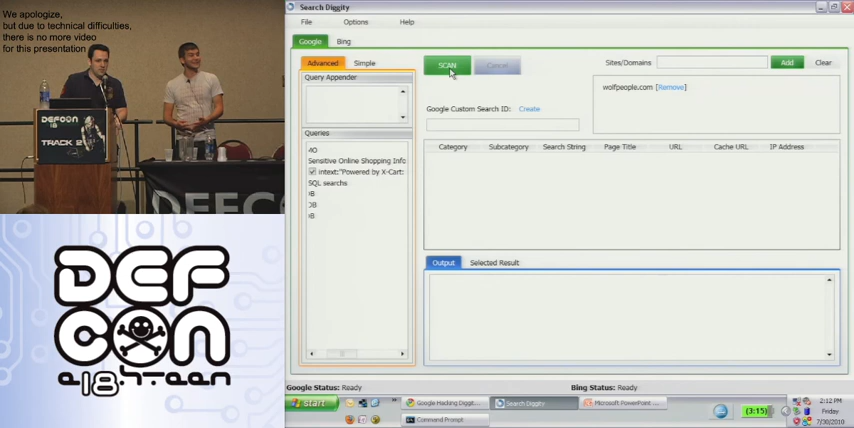 We apologize,
but due to technical difficulties,
there is no more video
for this presentation
DEFCON
TRACK 2
DEF
CON
18
Search Diggity
File Options Help
Google Bing
Advanced Simple
SCAN Cancel
Sites/Domains Add Clear
Query Appender
wolfpeople.com [Remove]
Google Custom Search ID: Create
Queries
Category Subcategory Search String Page Title URL Cache URL IP Address
Sensitive Online Shopping Info
intext:"Powered by X-Cart:
SQL searchs
Output Selected Result
Google Status: Ready Bing Status: Ready
start Google Hacking Diggit... Search Diggity Microsoft PowerPoint ... (3:15) 2:12 PM
Friday
Command Prompt 7/30/2010